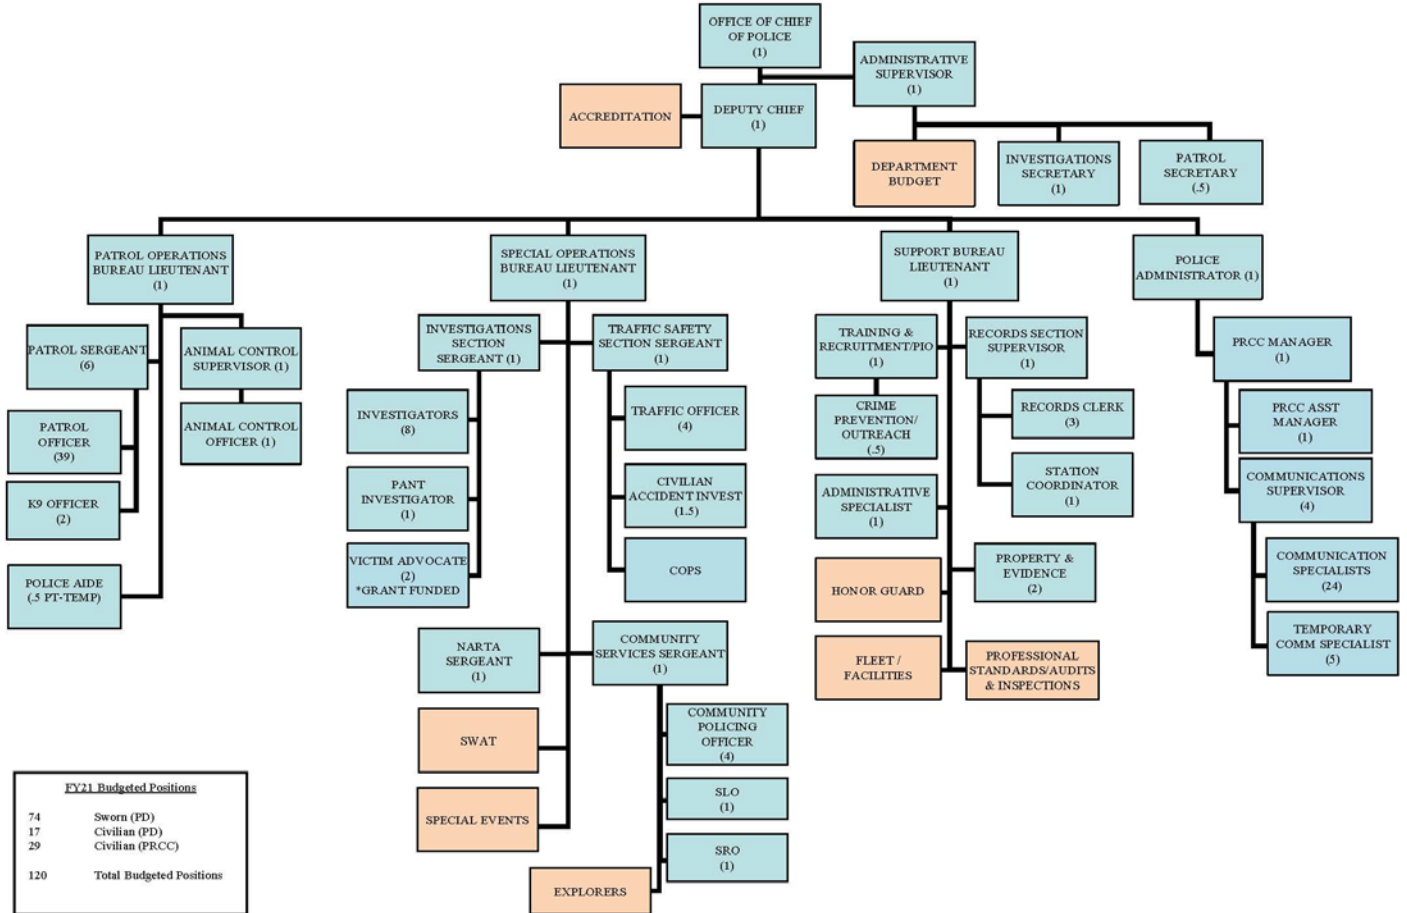 OFFICE OF CHIEF
OF POLICE
(1)
ADMINISTRATIVE
SUPERVISOR
(1)
ACCREDITATION
DEPUTY CHIEF
(1)
DEPARTMENT
BUDGET
INVESTIGATIONS
SECRETARY
(1)
PATROL
SECRETARY
(.5)
PATROL OPERATIONS
BUREAU LIEUTENANT
(1)
SPECIAL OPERATIONS
BUREAU LIEUTENANT
(1)
SUPPORT BUREAU
LIEUTENANT
(1)
POLICE
ADMINISTRATOR (1)
PATROL SERGEANT
(6)
ANIMAL CONTROL
SUPERVISOR (1)
PATROL
OFFICER
(39)
ANIMAL CONTROL
OFFICER (1)
K9 OFFICER
(2)
POLICE AIDE
(.5 PT-TEMP)
INVESTIGATIONS
SECTION
SERGEANT (1)
TRAFFIC SAFETY
SECTION SERGEANT
(1)
INVESTIGATORS
(8)
PANT
INVESTIGATOR
(1)
VICTIM ADVOCATE
(2)
*GRANT FUNDED
TRAFFIC OFFICER
(4)
CIVILIAN
ACCIDENT INVEST
(1.5)
COPS
NARTA
SERGEANT
(1)
COMMUNITY
SERVICES SERGEANT
(1)
SWAT
SPECIAL EVENTS
COMMUNITY
POLICING
OFFICER
(4)
SLO
(1)
SRO
(1)
EXPLORERS
TRAINING &
RECRUITMENT/PIO
(1)
RECORDS SECTION
SUPERVISOR
(1)
CRIME
PREVENTION/
OUTREACH
(.5)
RECORDS CLERK
(3)
STATION
COORDINATOR
(1)
ADMINISTRATIVE
SPECIALIST
(1)
PROPERTY &
EVIDENCE
(2)
HONOR GUARD
FLEET /
FACILITIES
PROFESSIONAL
STANDARDS/AUDITS
& INSPECTIONS
PRCC MANAGER
(1)
PRCC ASST
MANAGER
(1)
COMMUNICATIONS
SUPERVISOR
(4)
COMMUNICATION
SPECIALISTS
(24)
TEMPORARY
COMM SPECIALIST
(5)
FY21 Budgeted Positions
74 Sworn (PD)
17 Civilian (PD)
29 Civilian (PRCC)
120 Total Budgeted Positions